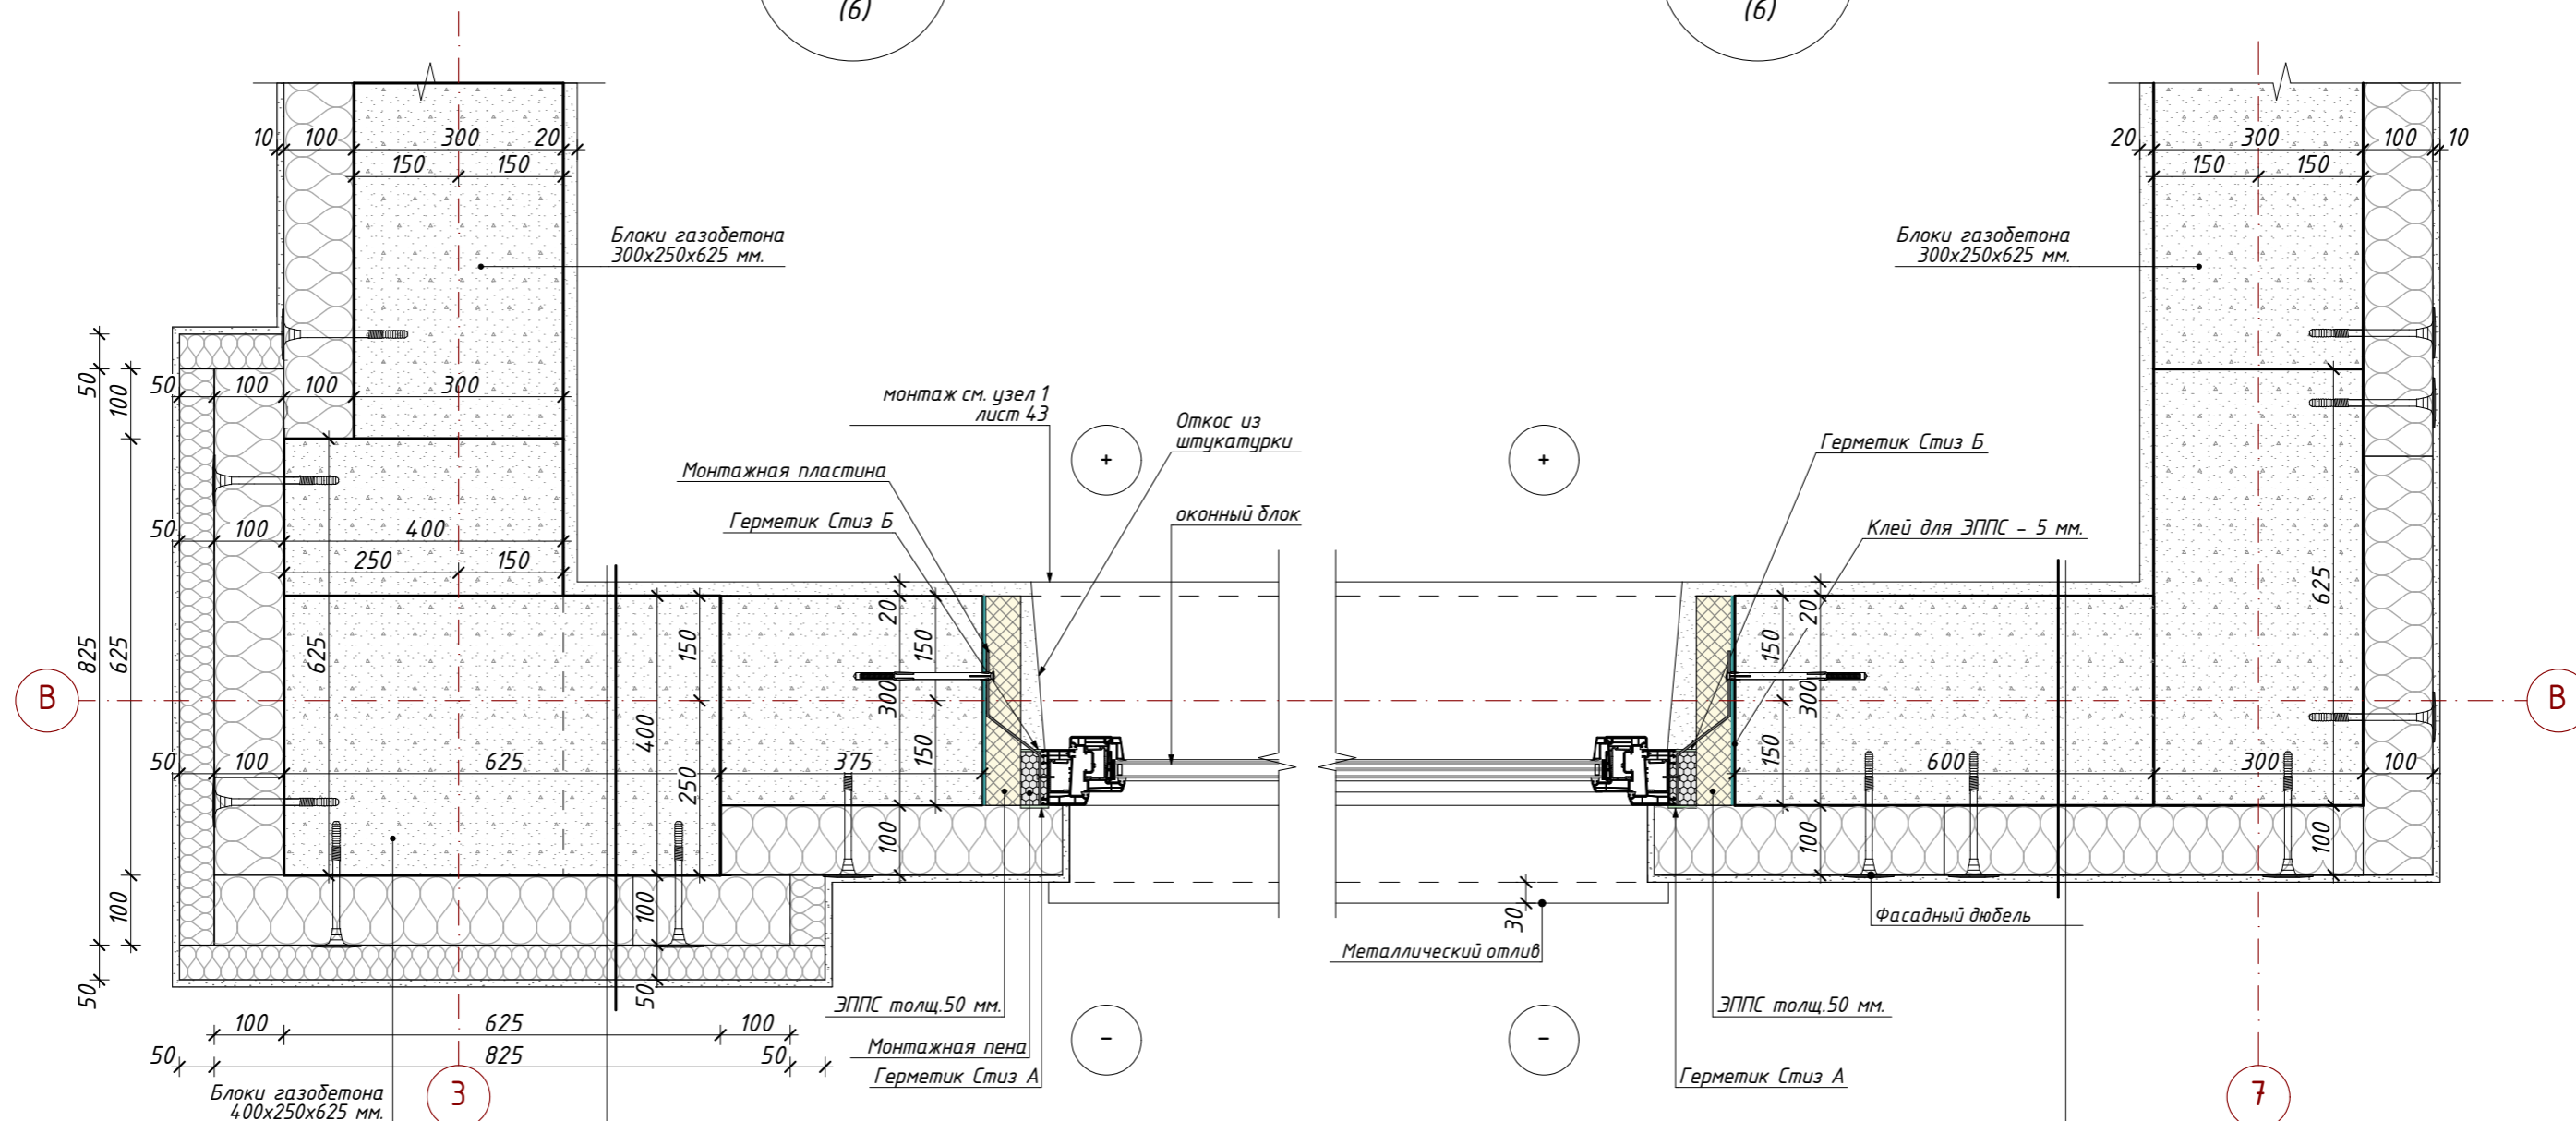 (6)
(6)
10
100
300
20
150
150
20
300
100
10
150
150
Блоки газобетона
300х250х625 мм.
Блоки газобетона
300х250х625 мм.
50
100
50
100
100
300
монтаж см. узел 1
лист 43
Откос из
штукатурки
+
+
Герметик Стиз Б
Монтажная пластина
Герметик Стиз Б
оконный блок
Клей для ЭППС - 5 мм.
50
100
400
250
150
625
825
625
625
150
20
150
150
20
В
400
300
300
В
50
100
625
250
375
150
150
600
300
100
100
100
100
100
100
50
50
30
Фасадный дюбель
Металлический отлив
ЭППС толщ.50 мм.
ЭППС толщ.50 мм.
100
625
100
50
825
50
Монтажная пена
-
-
Герметик Стиз А
Герметик Стиз А
Блоки газобетона
400х250х625 мм.
3
7